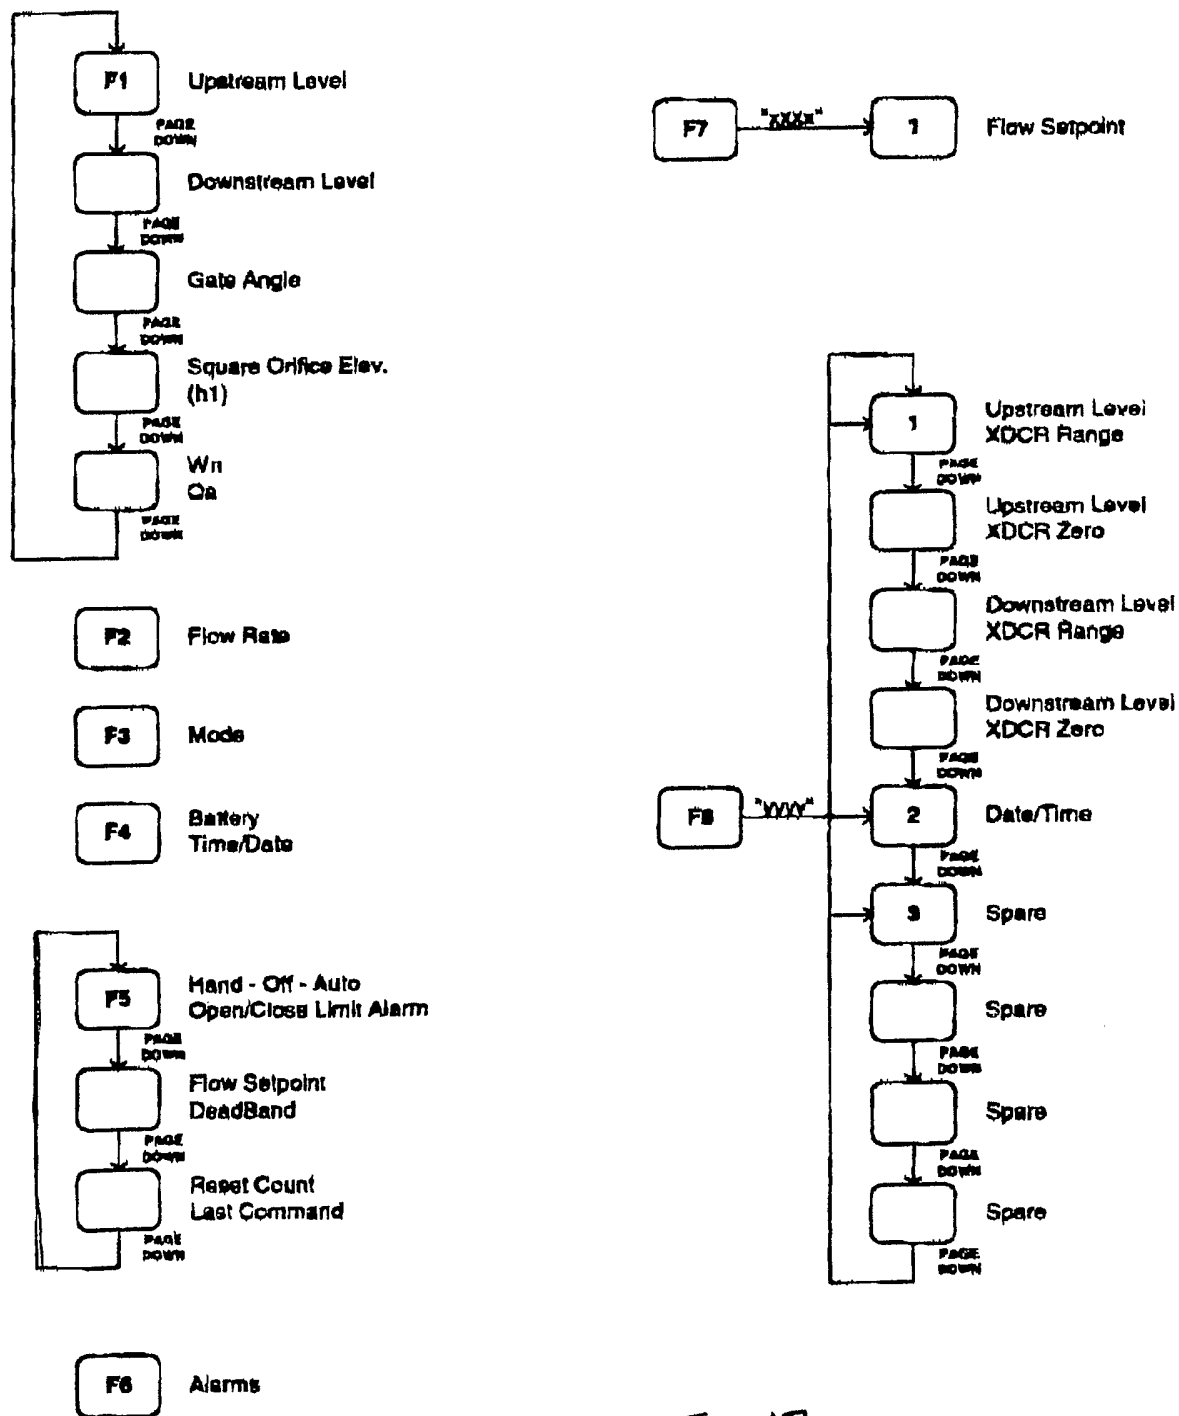 F1
Upstream Level
PAGE
DOWN
Downstream Level
PAGE
DOWN
Gate Angle
PAGE
DOWN
Square Orifice Elev.
(h1)
PAGE
DOWN
Wn
PAGE
DOWN
F2
Flow Rate
F3
Mode
F4
Battery
Time/Date
F5
Hand - Off - Auto
Open/Close Limit Alarm
PAGE
DOWN
Flow Setpoint
DeadBand
PAGE
DOWN
Reset Count
Last Command
PAGE
DOWN
F6
Alarms
F7
"XXXX"
1
Flow Setpoint
F8
"YYYY"
1
Upstream Level
XDCR Range
PAGE
DOWN
Upstream Level
XDCR Zero
PAGE
DOWN
Downstream Level
XDCR Range
PAGE
DOWN
Downstream Level
XDCR Zero
PAGE
DOWN
2
Date/Time
PAGE
DOWN
3
Spare
PAGE
DOWN
Spare
PAGE
DOWN
Spare
PAGE
DOWN
Spare
PAGE
DOWN